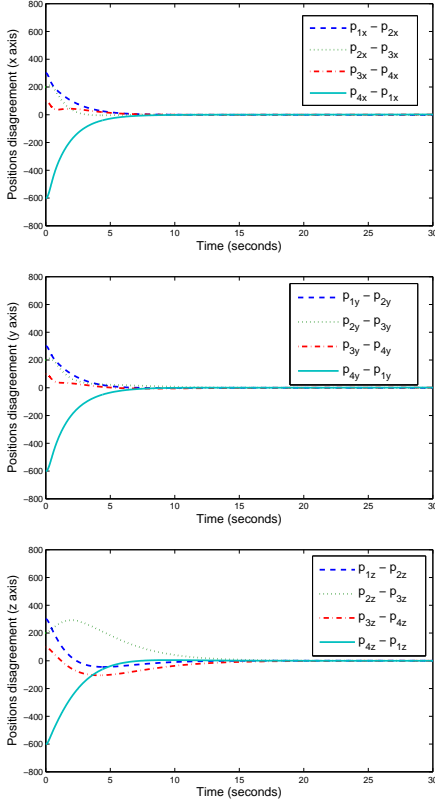 800
600
400
200
0
−200
−400
−600
−800
0 5 10 15 20 25 30
Time (seconds)
Positions disagreement (x axis)
p1x − p2x
p2x − p3x
p3x − p4x
p4x − p1x
800
600
400
200
0
−200
−400
−600
−800
0 5 10 15 20 25 30
Time (seconds)
Positions disagreement (y axis)
p1y − p2y
p2y − p3y
p3y − p4y
p4y − p1y
800
600
400
200
0
−200
−400
−600
−800
0 5 10 15 20 25 30
Time (seconds)
Positions disagreement (z axis)
p1z − p2z
p2z − p3z
p3z − p4z
p4z − p1z